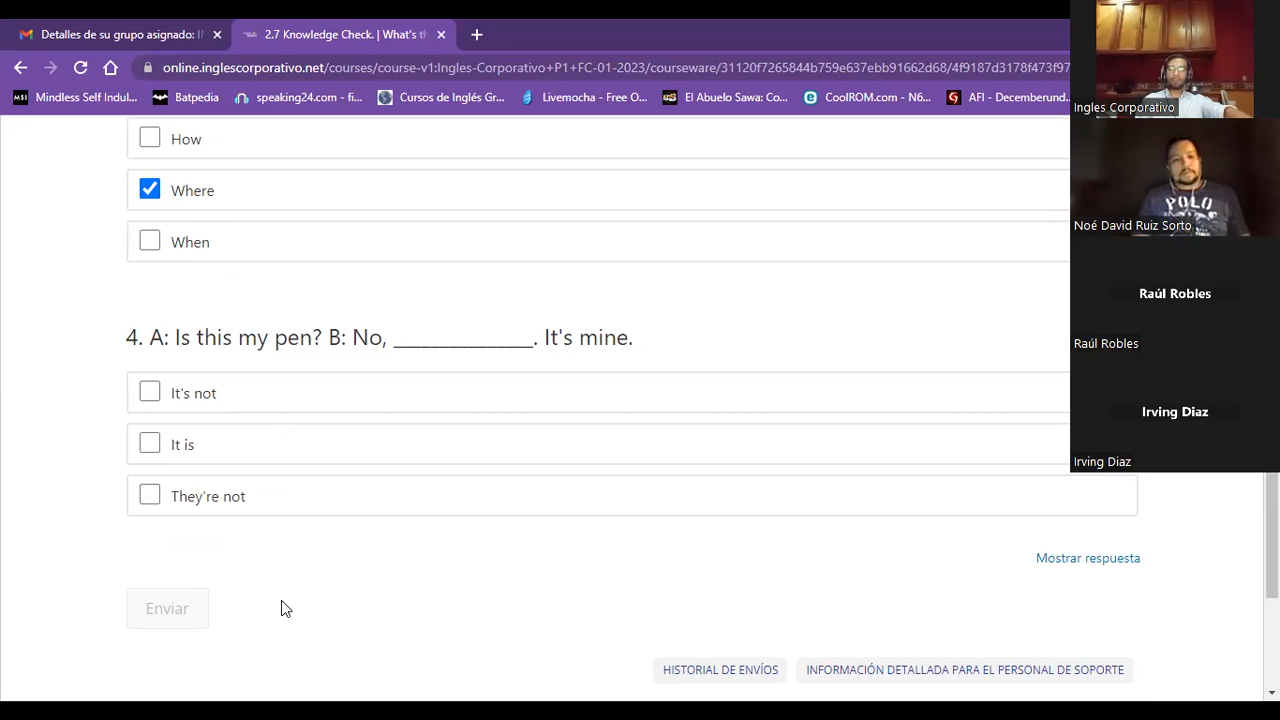 Detalles de su grupo asignado: I
2.7 Knowledge Check. | What's th
online.inglescorporativo.net/courses/course-v1:Ingles-Corporativo+P1+FC-01-2023/courseware/31120f7265844b759e637ebb91662d68/4f9187d3178f473f97
Mindless Self Indul...
Batpedia
speaking24.com - fi...
Cursos de Inglés Gr...
Livemocha - Free O...
El Abuelo Sawa: Co...
CoolROM.com - N6...
AFI - Decemberund...
How
Where
When
4. A: Is this my pen? B: No, _______________. It's mine.
It's not
It is
They're not
Mostrar respuesta
Enviar
HISTORIAL DE ENVÍOS
INFORMACIÓN DETALLADA PARA EL PERSONAL DE SOPORTE
Ingles Corporativo
POLO
Noé David Ruiz Sorto
Raúl Robles
Raúl Robles
Irving Diaz
Irving Diaz